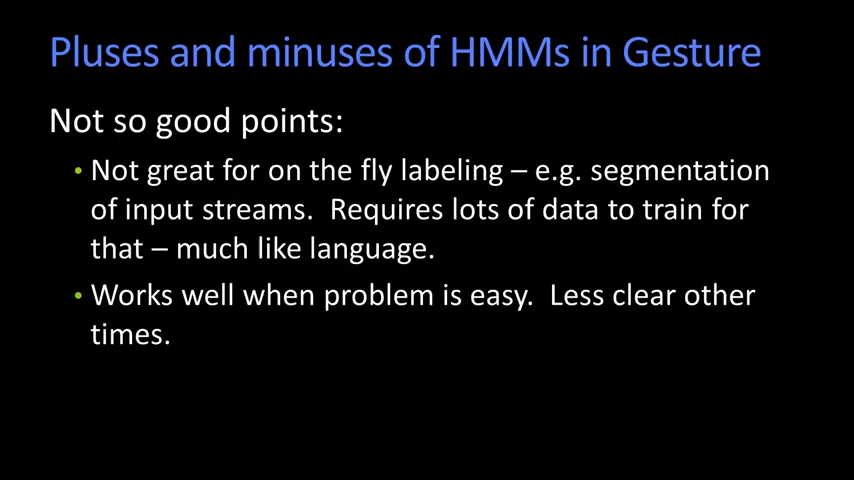 Pluses and minuses of HMMs in Gesture
Not so good points:
• Not great for on the fly labeling – e.g. segmentation
of input streams.  Requires lots of data to train for
that – much like language.
• Works well when problem is easy.  Less clear other
times.